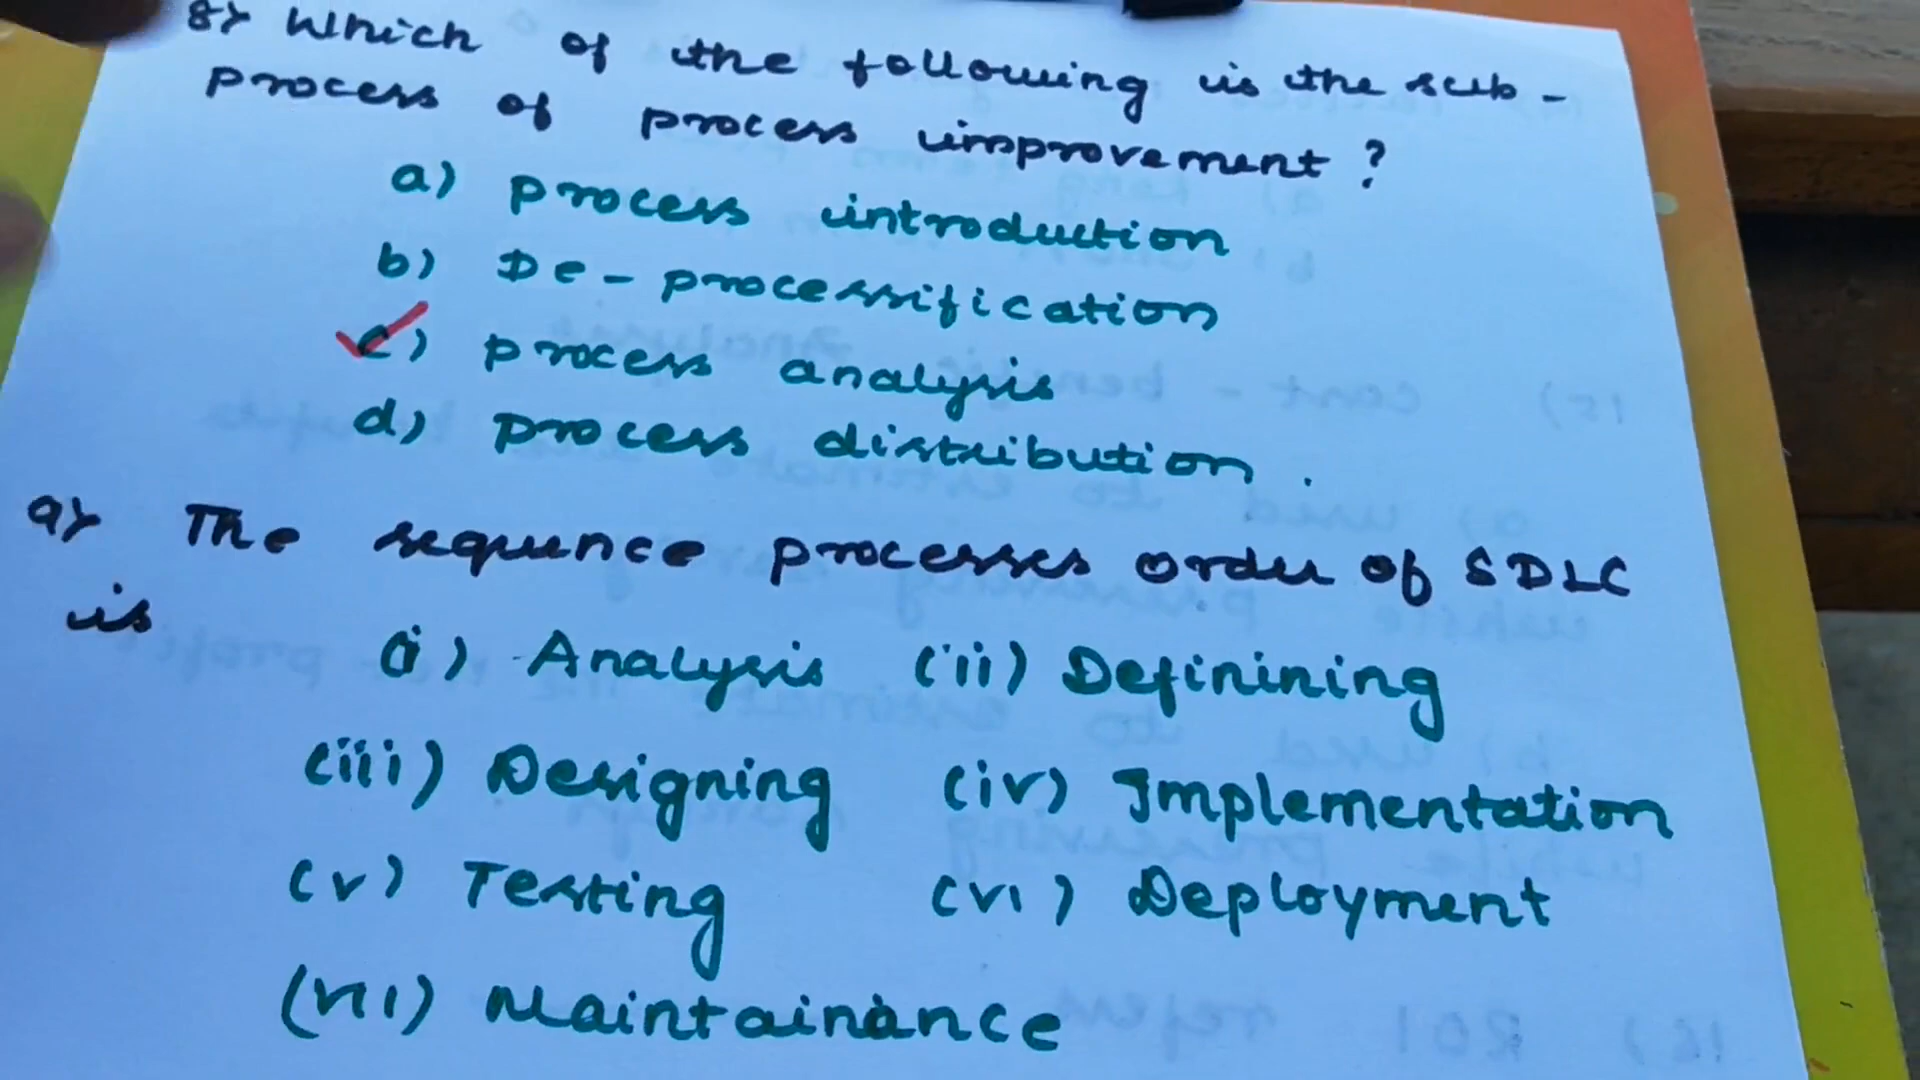 8) Which of the following is the sub-
process of process improvement ?
a) process introduction
b) De-processification
c) process analysis
d) process distribution.
9) The sequence processes order of SDLC
is
(i) Analysis (ii) Definining
(iii) Designing (iv) Implementation
(v) Testing (vi) Deployment
(vii) Maintainance